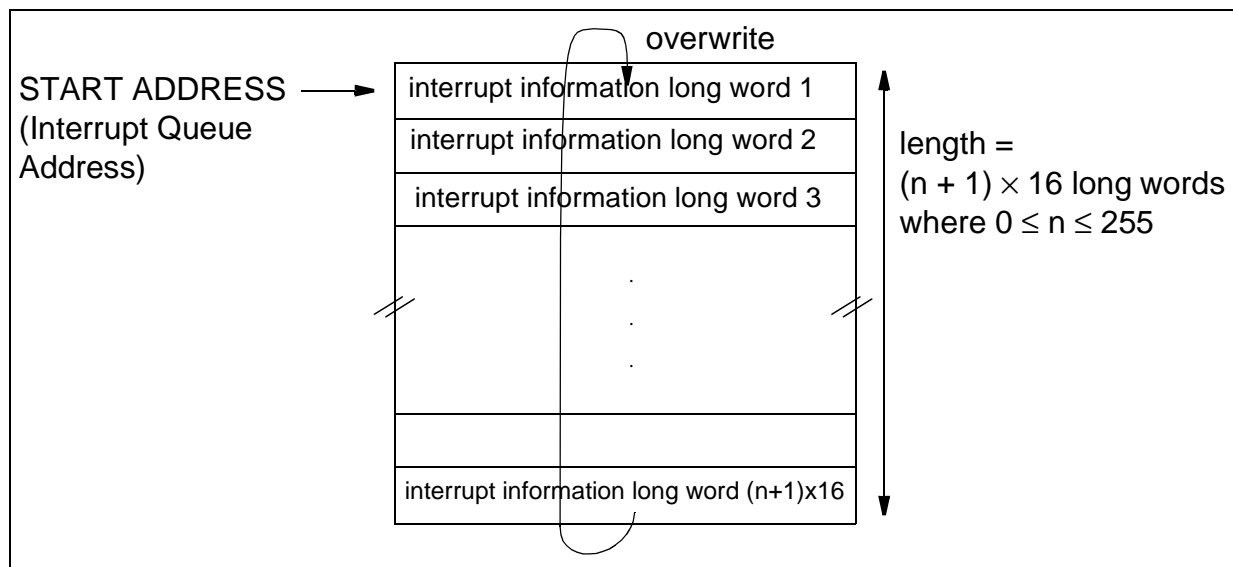 overwrite
START ADDRESS
(Interrupt Queue
Address)
interrupt information long word 1
interrupt information long word 2
interrupt information long word 3
.
.
.
interrupt information long word (n+1)x16
length =
(n + 1) × 16 long words
where 0 ≤ n ≤ 255